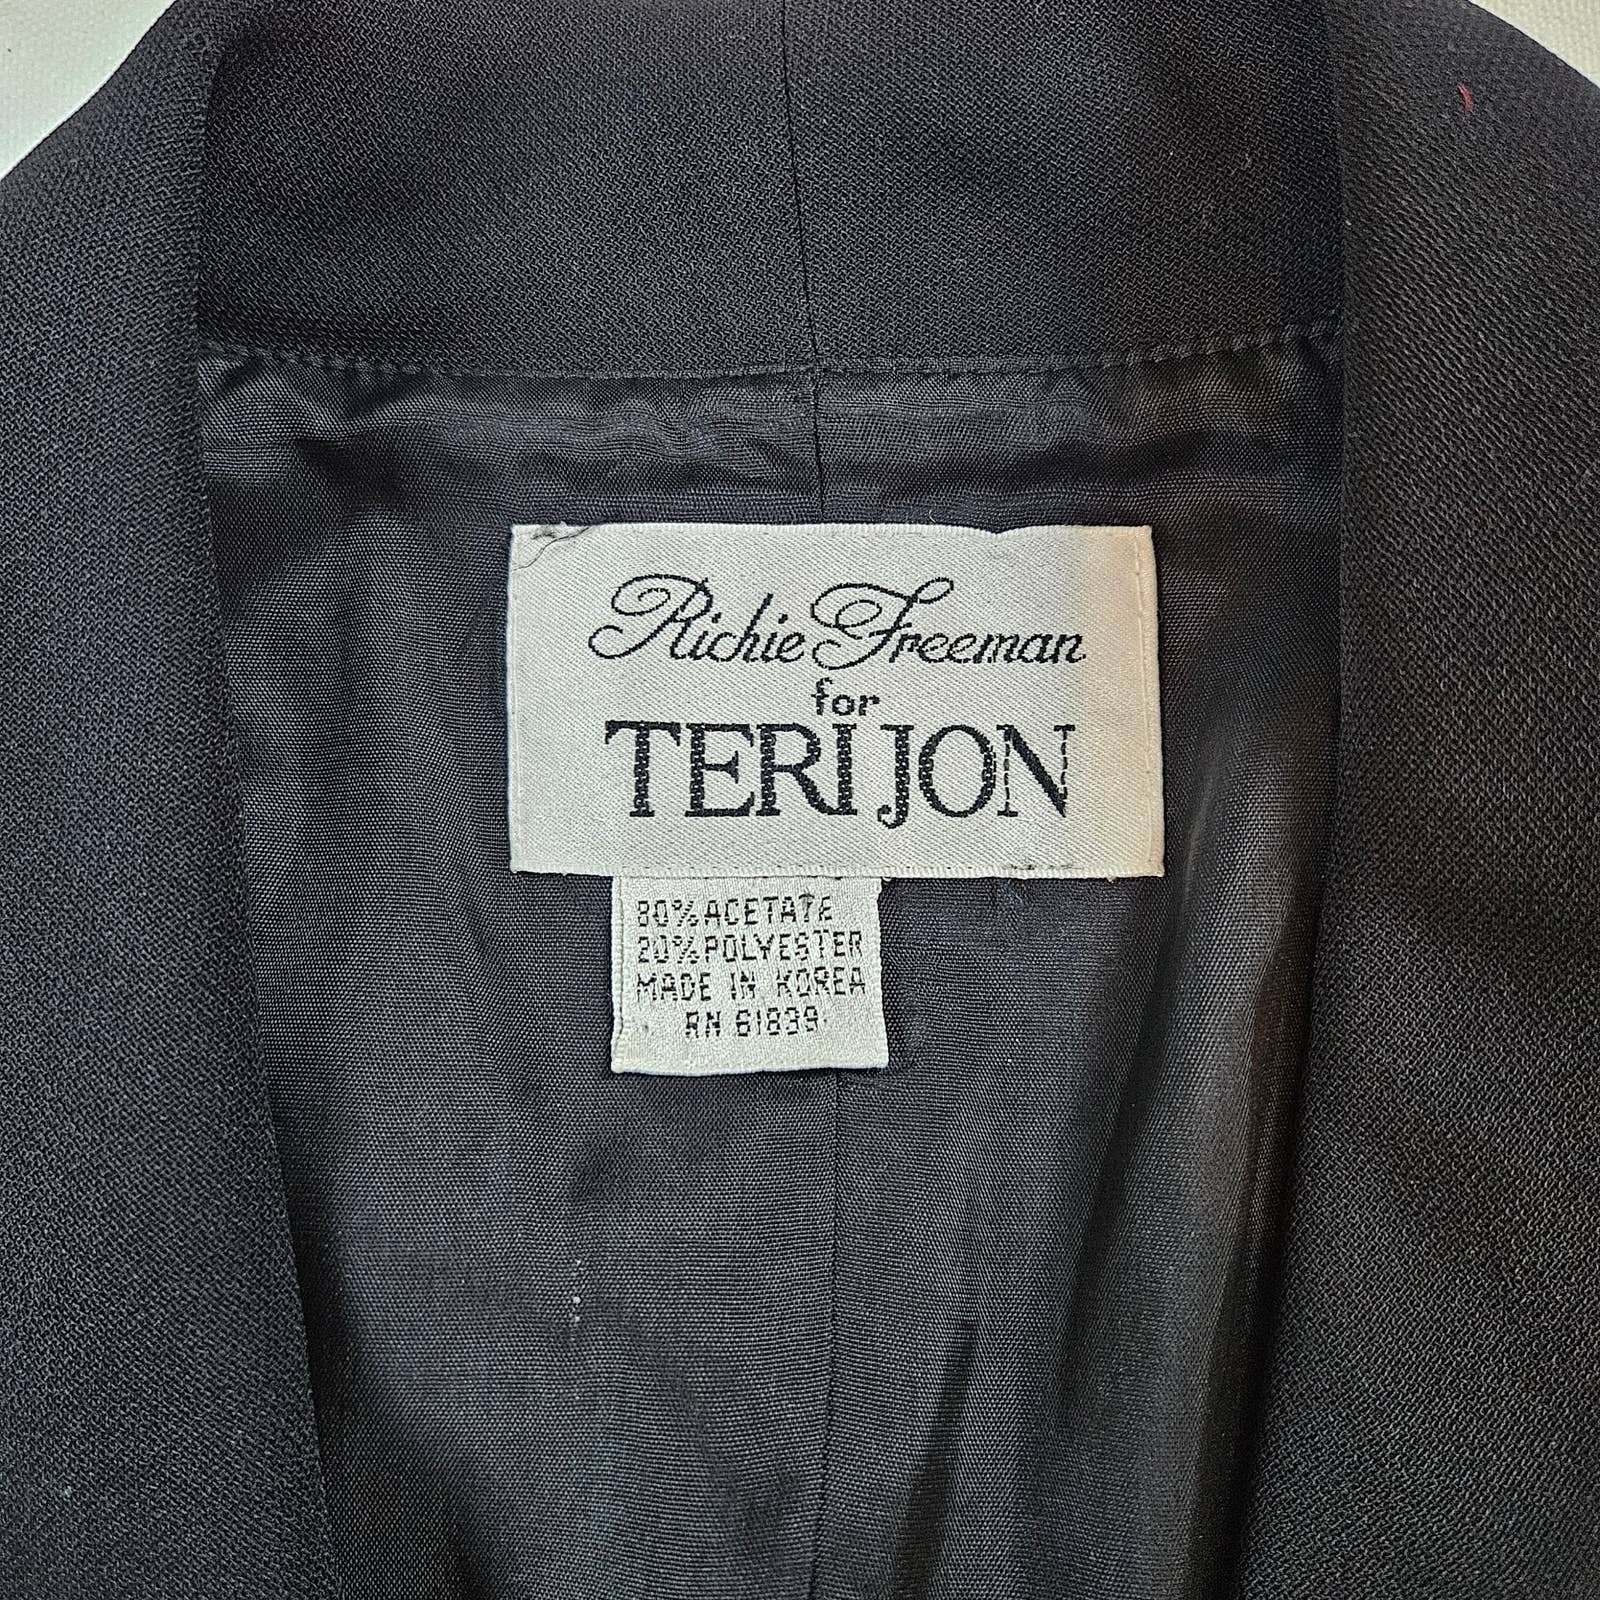 Richie Freeman
for
TERI JON
80% ACETATE
20% POLYESTER
MADE IN KOREA
RN 61839